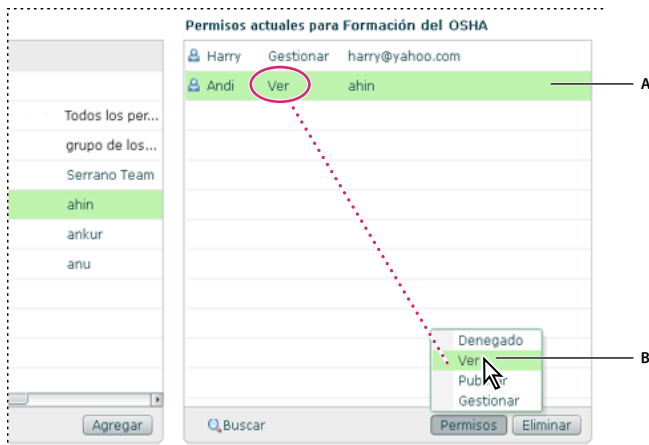 Permisos actuales para Formación del OSHA
Harry Gestionar harry@yahoo.com
Andi Ver ahin
A
Todos los per...
grupo de los...
Serrano Team
ahin
ankur
anu
Denegado
Ver
B
Gestionar
Agregar
Buscar
Permisos
Eliminar